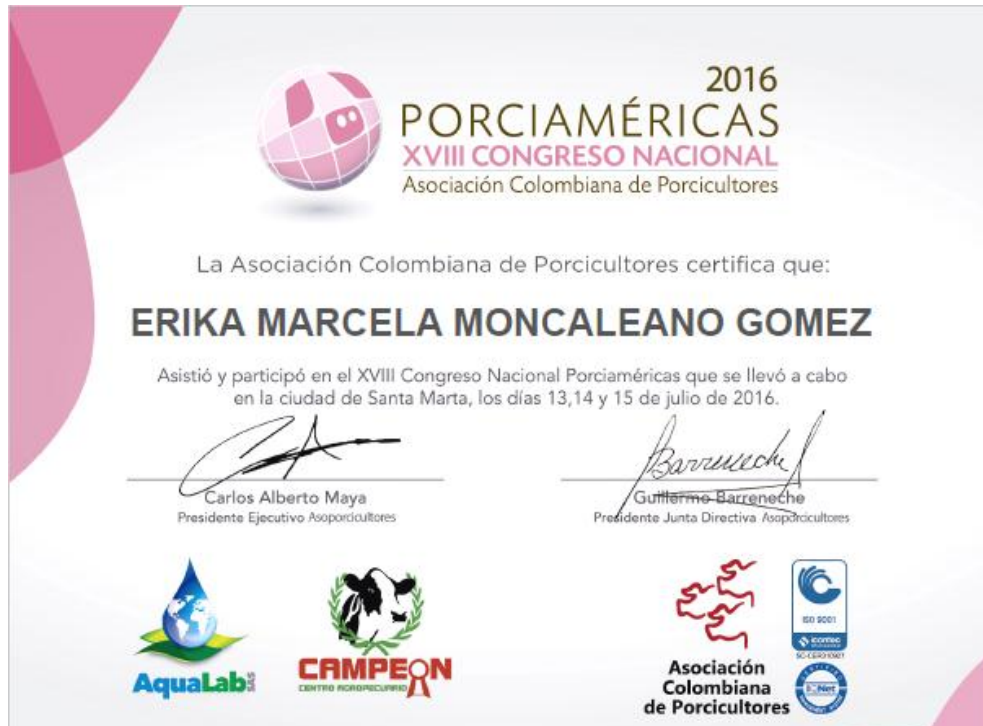 2016
PORCIAMÉRICAS
XVIII CONGRESO NACIONAL
Asociación Colombiana de Porcicultores
La Asociación Colombiana de Porcicultores certifica que:
ERIKA MARCELA MONCALEANO GOMEZ
Asistió y participó en el XVIII Congreso Nacional Porciaméricas que se llevó a cabo
en la ciudad de Santa Marta, los días 13,14 y 15 de julio de 2016.
Barreneche
Carlos Alberto Maya
Presidente Ejecutivo Asoporcicultores
Guillermo Barreneche
Presidente Junta Directiva Asoporcicultores
AquaLab SAS
CAMPEON
CENTRO AGROPECUARIO
Asociación
Colombiana
de Porcicultores
ISO 9001
icontec
IQNet